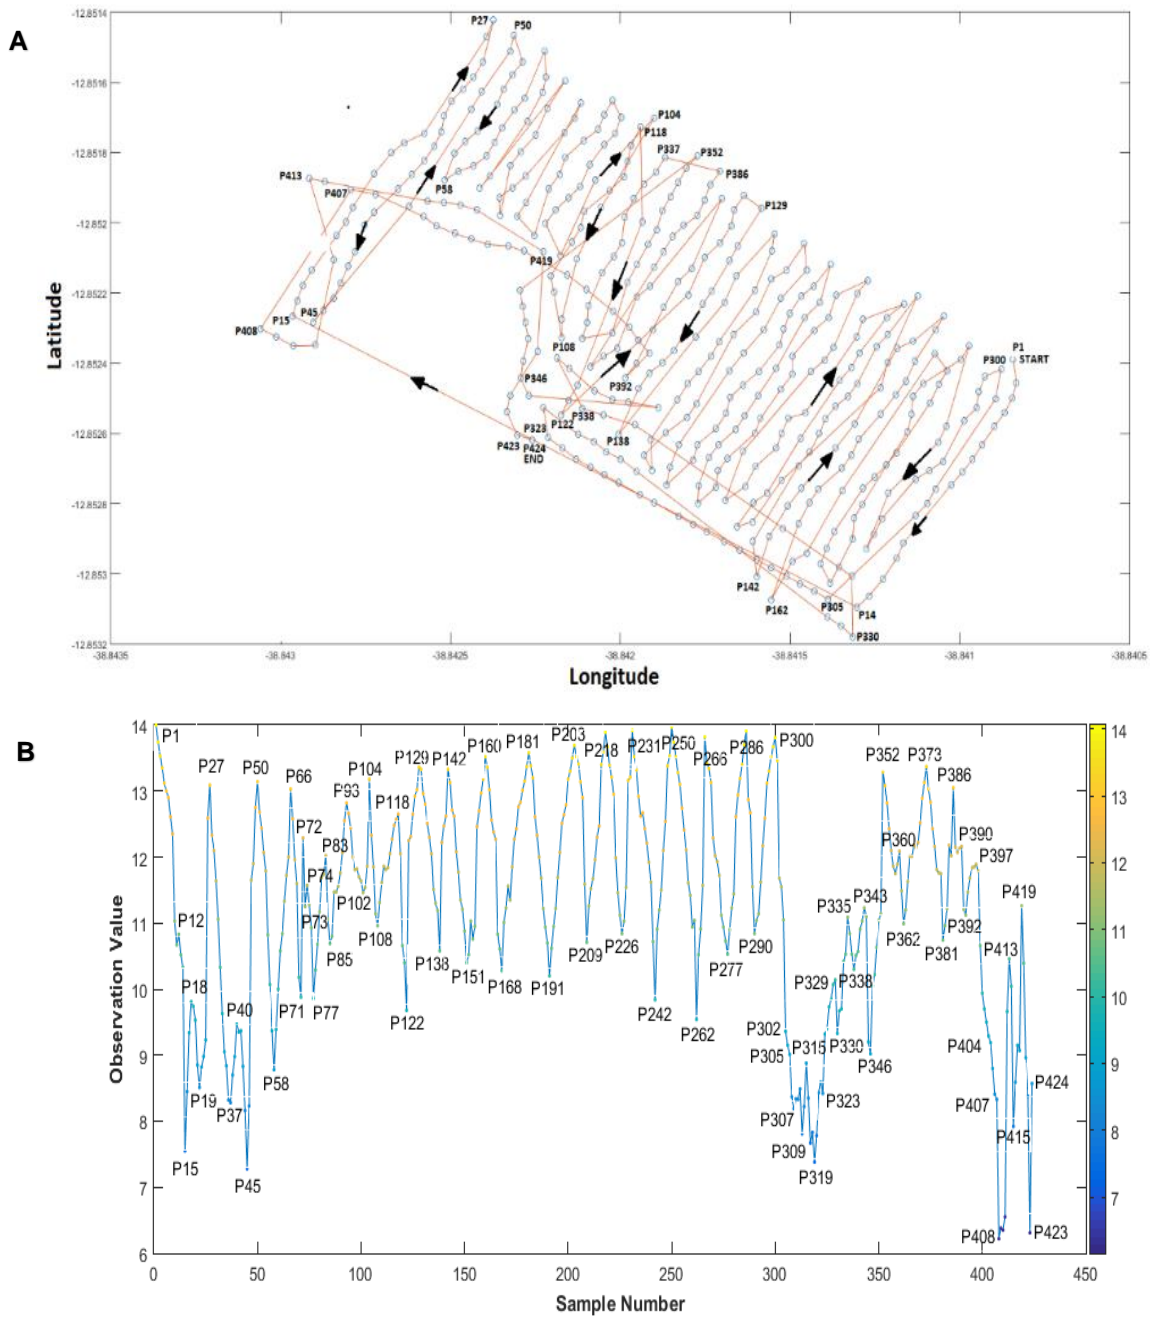 A
-12.8514
-12.8516
-12.8518
-12.852
-12.8522
-12.8524
-12.8526
-12.8528
-12.853
-12.8532
Latitude
P27
P50
P104
P118
P337
P352
P386
P413
P407
P58
P129
P419
P408
P15
P45
P108
P1
P300
START
P346
P392
P338
P323
P122
P138
P423
P424
END
P142
P162
P305
P14
P330
-38.8435
-38.843
-38.8425
-38.842
-38.8415
-38.841
-38.8405
Longitude
B
14
13
12
11
10
9
8
7
6
Observation Value
P1
P27
P50
P66
P104
P129
P142
P160
P181
P203
P218
P231
P250
P266
P286
P300
P352
P373
P386
P93
P118
P72
P83
P360
P390
P397
P74
P102
P73
P12
P108
P85
P335
P343
P419
P362
P392
P381
P138
P151
P168
P191
P209
P226
P277
P290
P413
P18
P71
P77
P122
P242
P262
P329
P338
P40
P302
P305
P315
P330
P346
P404
P58
P19
P37
P307
P323
P407
P424
P15
P45
P309
P319
P415
P408
P423
0
50
100
150
200
250
300
350
400
450
Sample Number
14
13
12
11
10
9
8
7